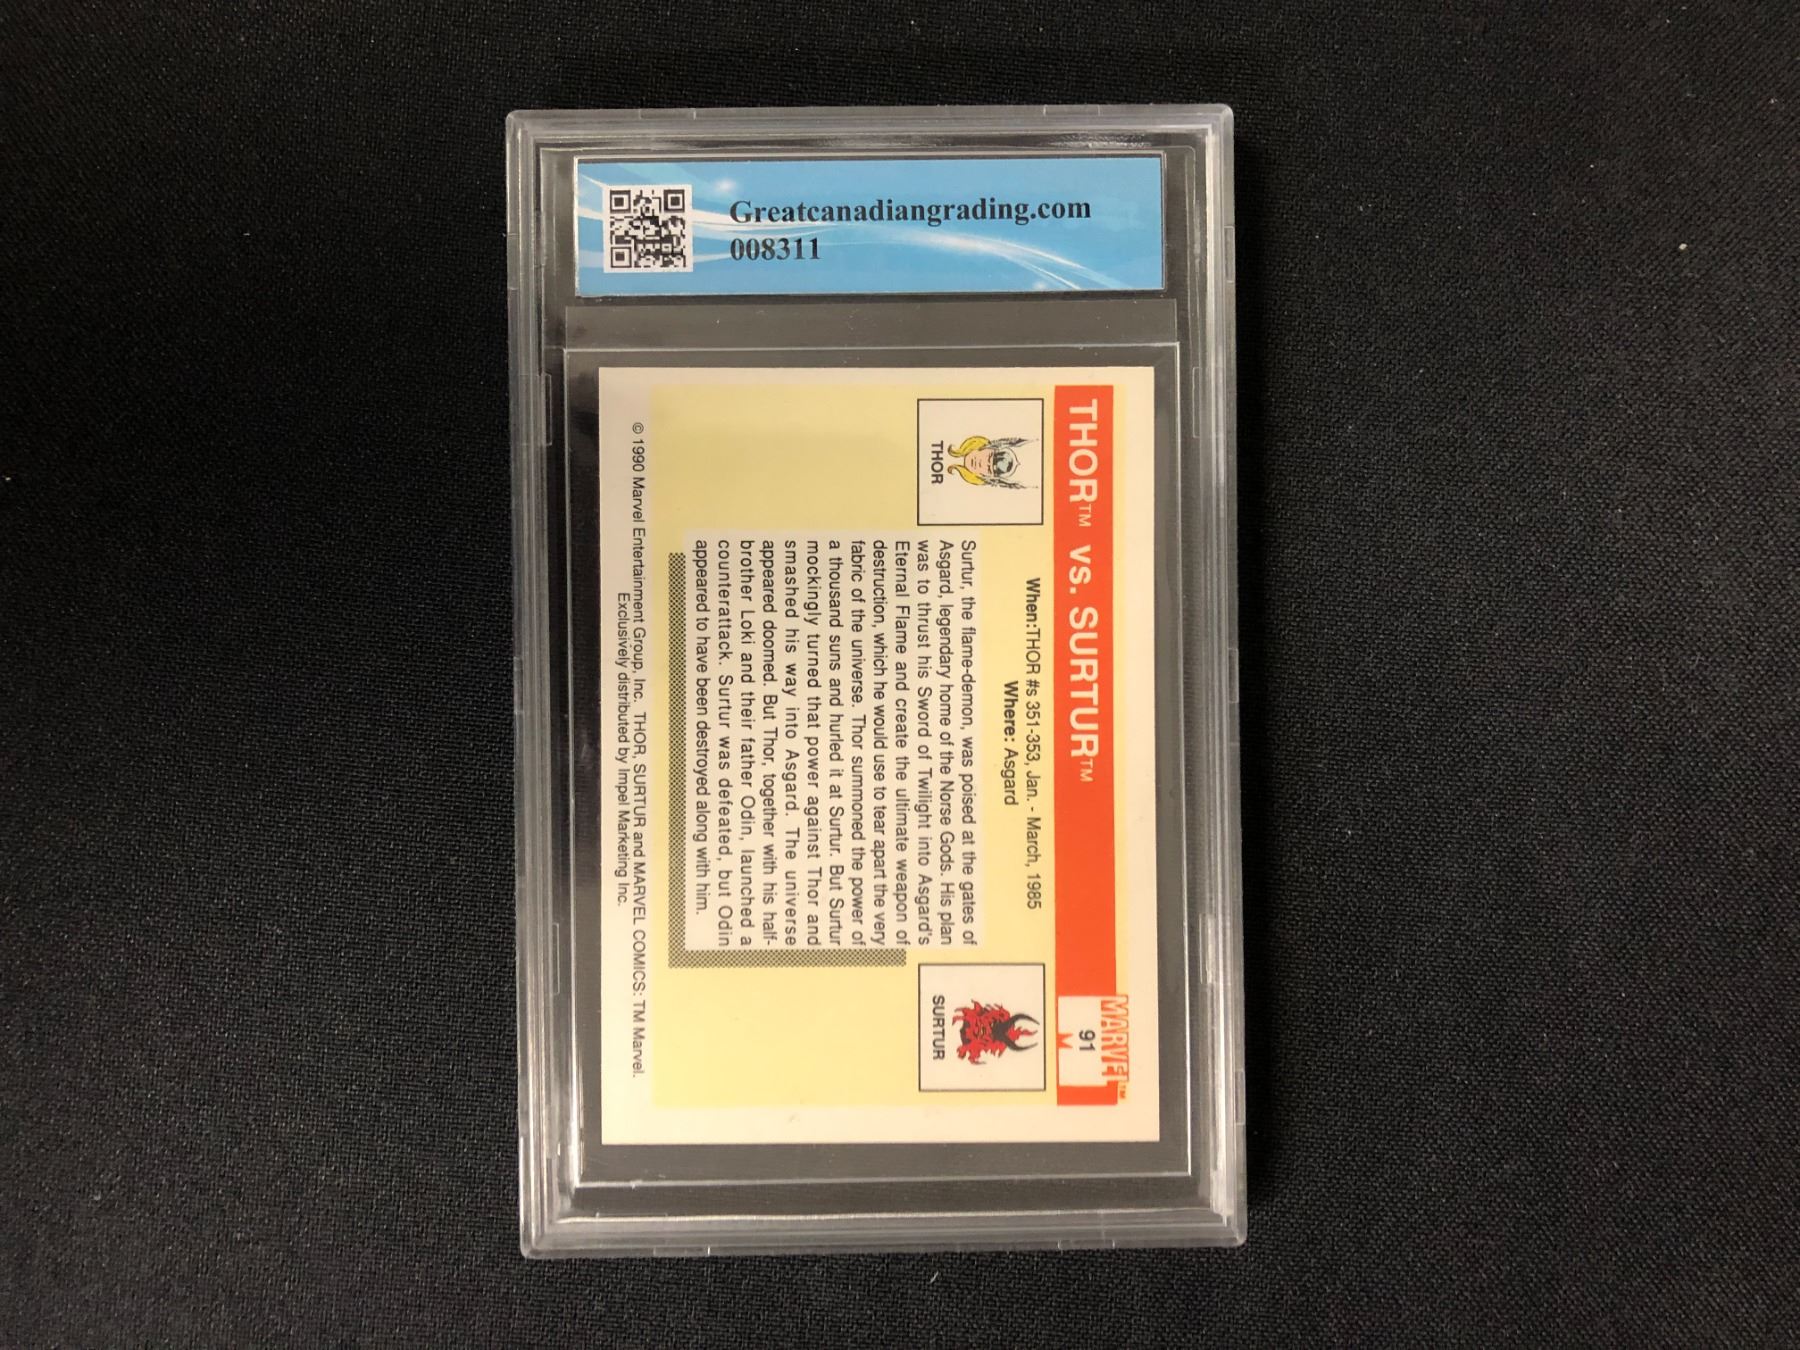 Greatcanadiangrading.com
008311
THOR™ vs. SURTUR™
MARVEL™
91
When:THOR #s 351-353, Jan. - March, 1985
Where: Asgard
THOR
SURTUR
Surtur, the flame-demon, was poised at the gates of
Asgard, legendary home of the Norse Gods. His plan
was to thrust his Sword of Twilight into Asgard's
Eternal Flame and create the ultimate weapon of
destruction, which he would use to tear apart the very
fabric of the universe. Thor summoned the power of
a thousand suns and hurled it at Surtur. But Surtur
mockingly turned that power against Thor and
smashed his way into Asgard. The universe
appeared doomed. But Thor, together with his half-
brother Loki and their father Odin, launched a
counterattack. Surtur was defeated, but Odin
appeared to have been destroyed along with him.
© 1990 Marvel Entertainment Group, Inc. THOR, SURTUR and MARVEL COMICS: TM Marvel.
Exclusively distributed by Impel Marketing Inc.